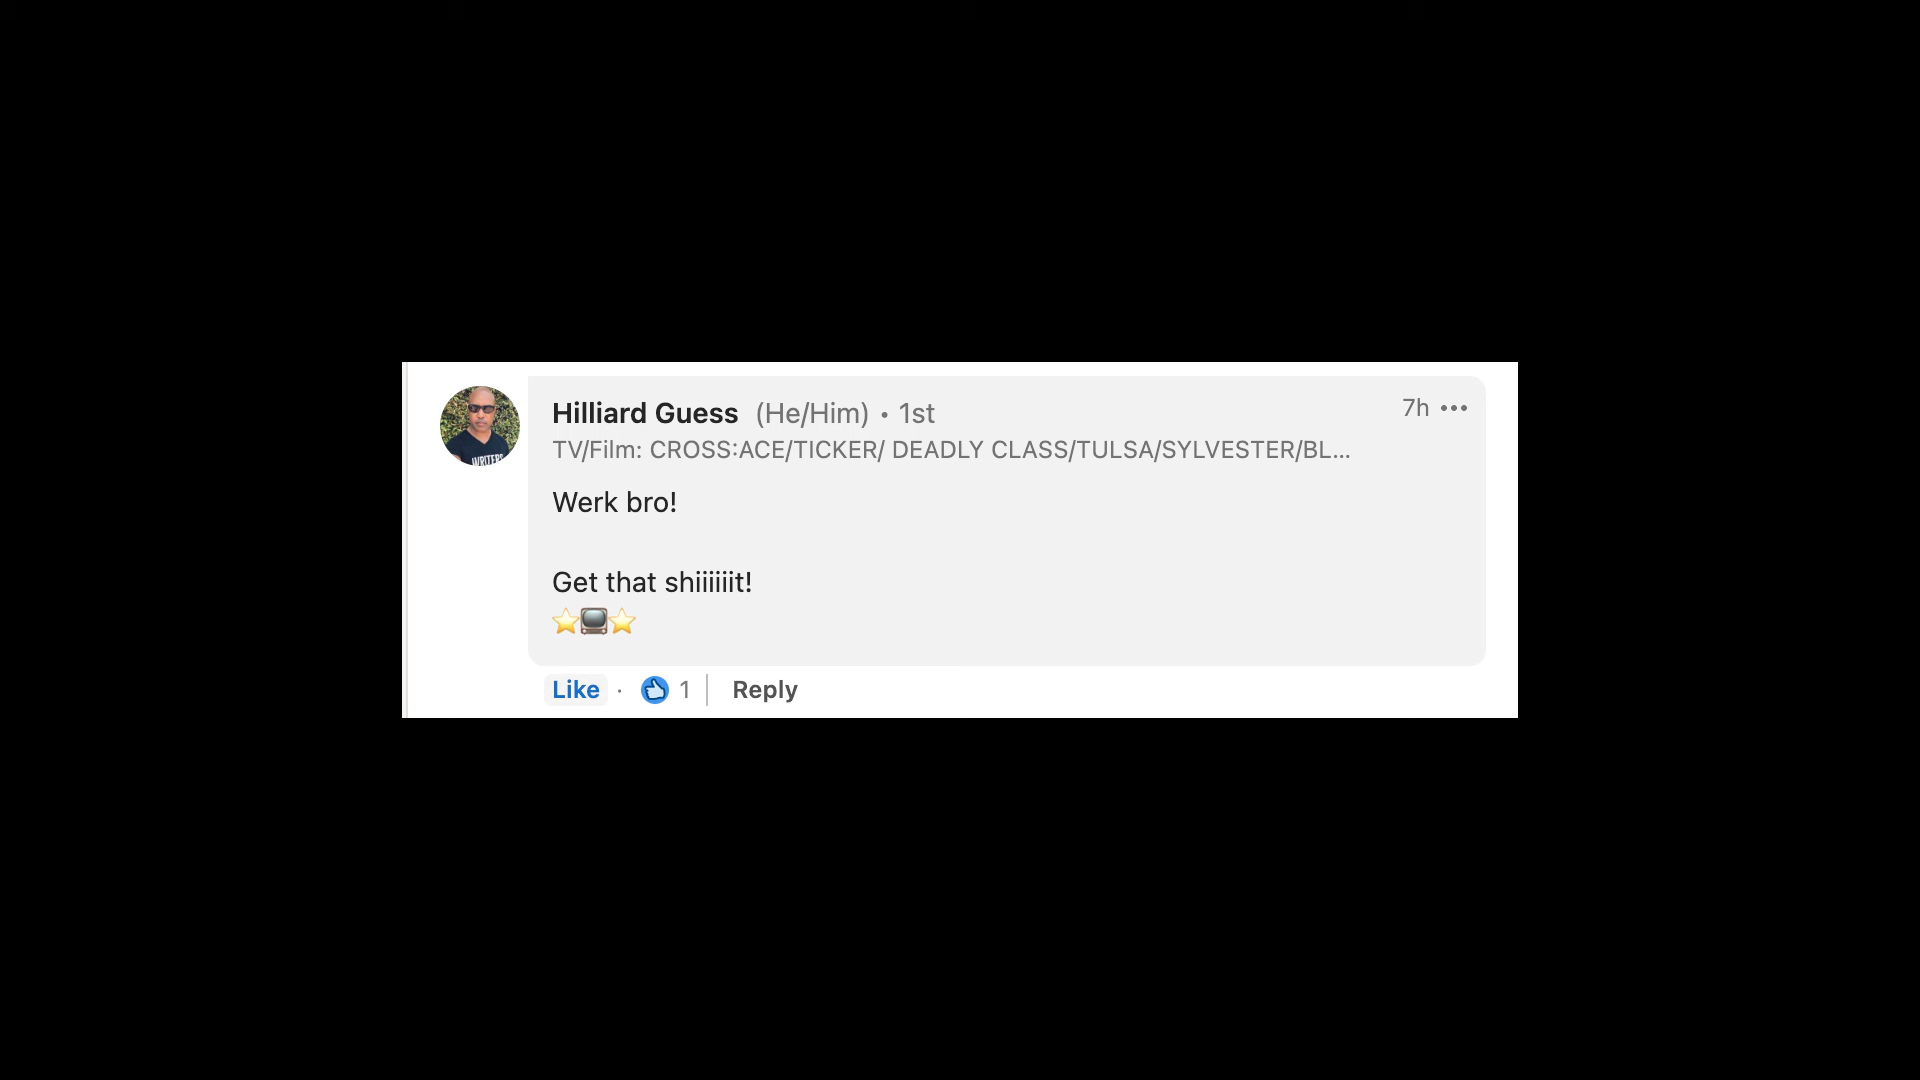 Hilliard Guess (He/Him) • 1st
7h
TV/Film: CROSS:ACE/TICKER/ DEADLY CLASS/TULSA/SYLVESTER/BL...
Werk bro!
Get that shiiiiiit!
⭐📺⭐
Like · 1 | Reply
WRITERS